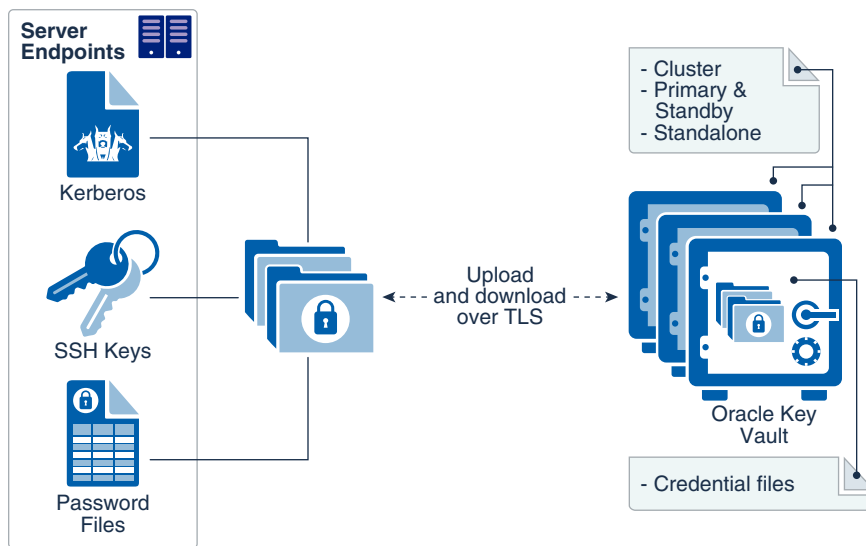 Server
Endpoints
Kerberos
SSH Keys
Password
Files
Upload
and download
over TLS
- Cluster
- Primary &
Standby
- Standalone
Oracle Key
Vault
- Credential files